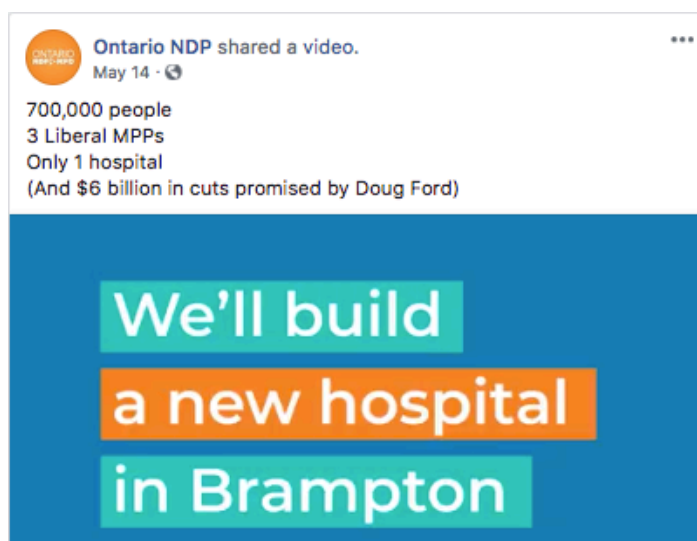 ONTARIO
Ontario NDP shared a video.
May 14
700,000 people
3 Liberal MPPs
Only 1 hospital
(And $6 billion in cuts promised by Doug Ford)
We'll build
a new hospital
in Brampton